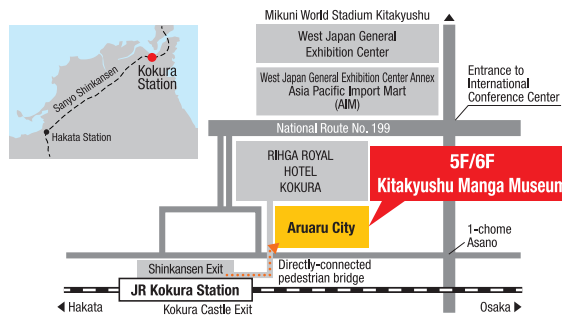 Sanyo Shinkansen
Kokura
Station
Hakata Station
Mikuni World Stadium Kitakyushu
West Japan General
Exhibition Center
West Japan General Exhibition Center Annex
Asia Pacific Import Mart
(AIM)
Entrance to
International
Conference Center
National Route No. 199
RIHGA ROYAL
HOTEL
KOKURA
5F/6F
Kitakyushu Manga Museum
Aruaru City
1-chome
Asano
Shinkansen Exit
Directly-connected
pedestrian bridge
JR Kokura Station
Hakata
Kokura Castle Exit
Osaka